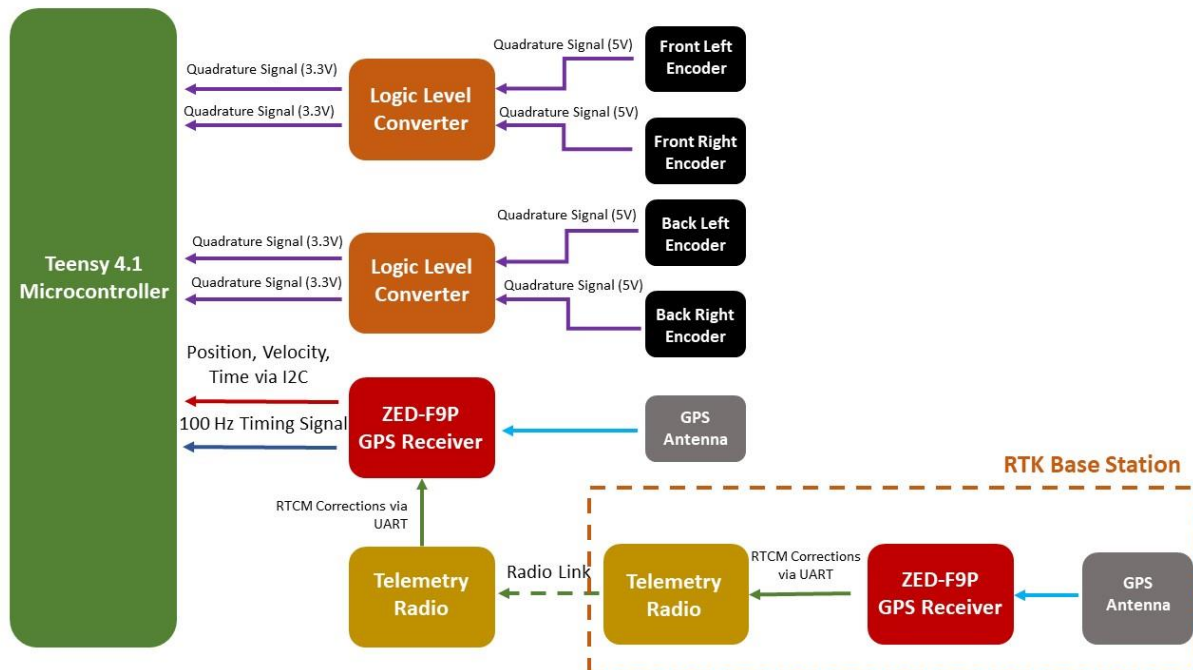 Quadrature Signal (5V)
Front Left
Encoder
Quadrature Signal (3.3V)
Logic Level
Converter
Quadrature Signal (3.3V)
Quadrature Signal (5V)
Front Right
Encoder
Quadrature Signal (5V)
Back Left
Encoder
Quadrature Signal (3.3V)
Logic Level
Converter
Teensy 4.1
Microcontroller
Quadrature Signal (3.3V)
Quadrature Signal (5V)
Back Right
Encoder
Position, Velocity,
Time via I2C
100 Hz Timing Signal
ZED-F9P
GPS Receiver
GPS
Antenna
RTK Base Station
RTCM Corrections via
UART
Telemetry
Radio
Radio Link
Telemetry
Radio
RTCM Corrections
via UART
ZED-F9P
GPS Receiver
GPS
Antenna